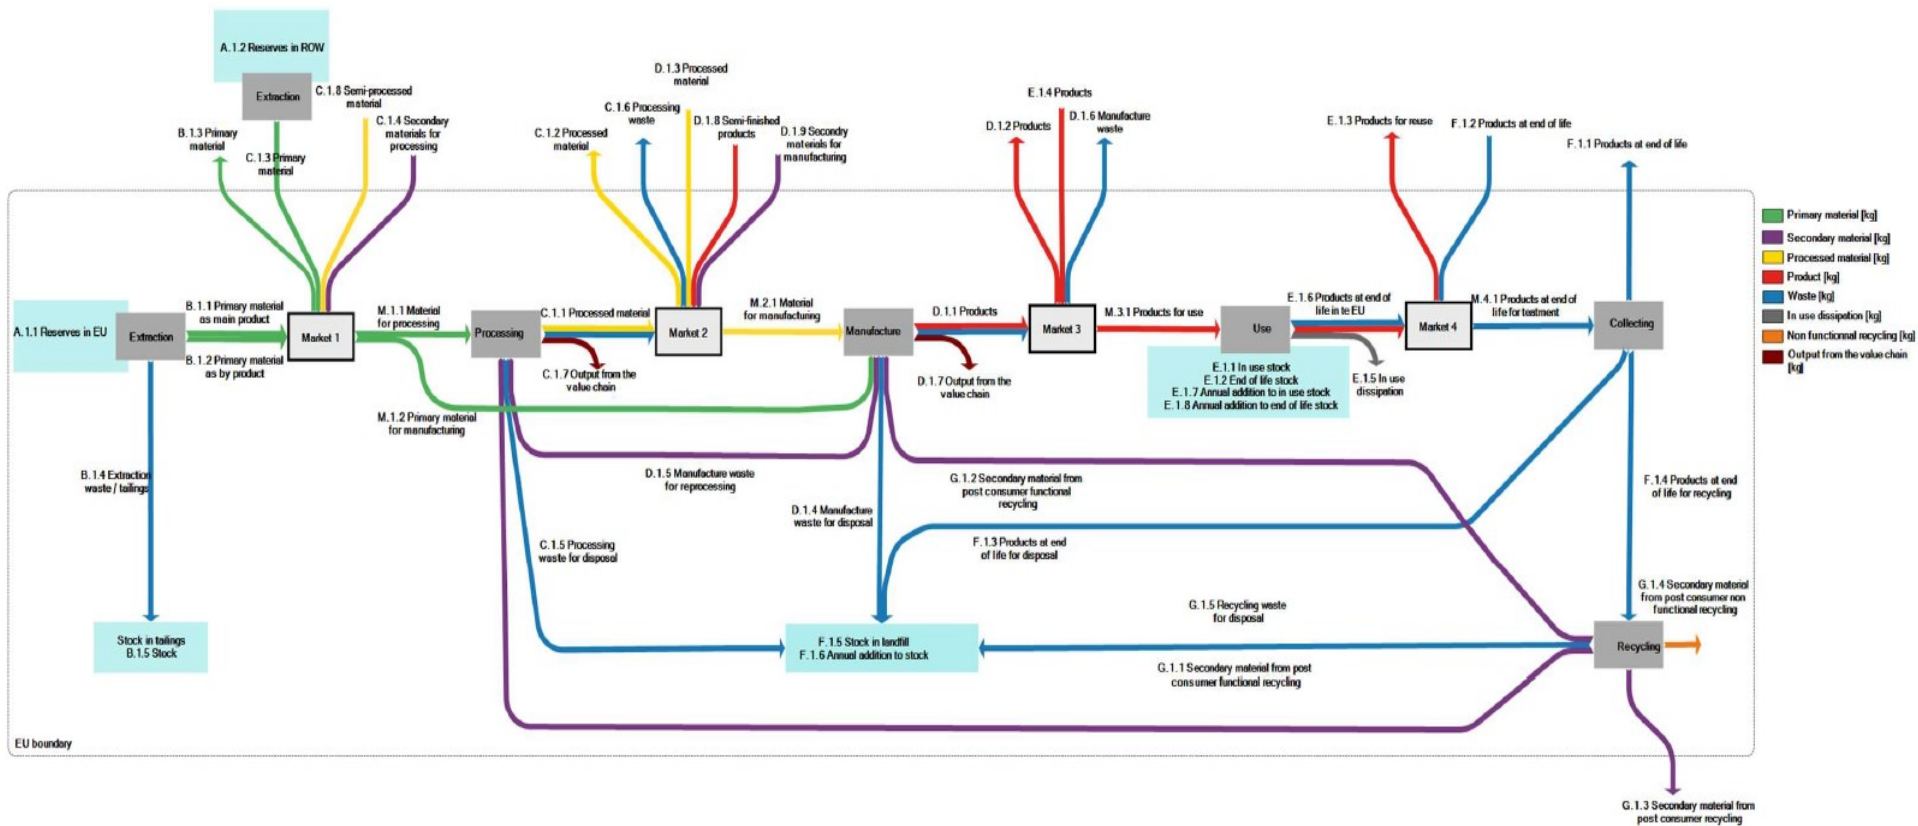 A.1.2 Reserves in ROW
Extraction
C.1.8 Semi-processed
material
C.1.4 Secondary
materials for
processing
B.1.3 Primary
material
C.1.3 Primary
material
D.1.3 Processed
material
C.1.6 Processing
waste
C.1.2 Processed
material
D.1.8 Semi-finished
products
D.1.9 Secondry
materials for
manufacturing
E.1.4 Products
D.1.2 Products
D.1.6 Manufacture
waste
E.1.3 Products for reuse
F.1.2 Products at end of life
F.1.1 Products at end of life
Primary material [kg]
Secondary material [kg]
Processed material [kg]
Product [kg]
Waste [kg]
In use dissipation [kg]
Non functionnal recycling [kg]
Output from the value chain
[kg]
A.1.1 Reserves in EU
Extraction
B.1.1 Primary material
as main product
B.1.2 Primary material
as by product
Market 1
M.1.1 Material
for processing
Processing
C.1.1 Processed material
C.1.7 Output from the
value chain
Market 2
M.2.1 Material
for manufacturing
Manufacture
D.1.1 Products
D.1.7 Output from the
value chain
Market 3
M.3.1 Products for use
Use
E.1.1 In use stock
E.1.2 End of life stock
E.1.7 Annual addition to in use stock
E.1.8 Annual addition to end of life stock
E.1.6 Products at end of
life in te EU
E.1.5 In use
dissipation
Market 4
M.4.1 Products at end of
life for teatment
Collecting
M.1.2 Primary material
for manufacturing
B.1.4 Extraction
waste / tailings
D.1.5 Manufacture waste
for reprocessing
G.1.2 Secondary material from
post consumer functional
recycling
F.1.4 Products at end
of life for recycling
D.1.4 Manufacture
waste for disposal
C.1.5 Processing
waste for disposal
F.1.3 Products at end
of life for disposal
G.1.4 Secondary material
from post consumer non
functional recycling
G.1.5 Recycling waste
for disposal
Stock in tailings
B.1.5 Stock
F.1.5 Stock in landfill
F.1.6 Annual addition to stock
Recycling
G.1.1 Secondary material from post
consumer functional recycling
EU boundary
G.1.3 Secondary material from
post consumer recycling